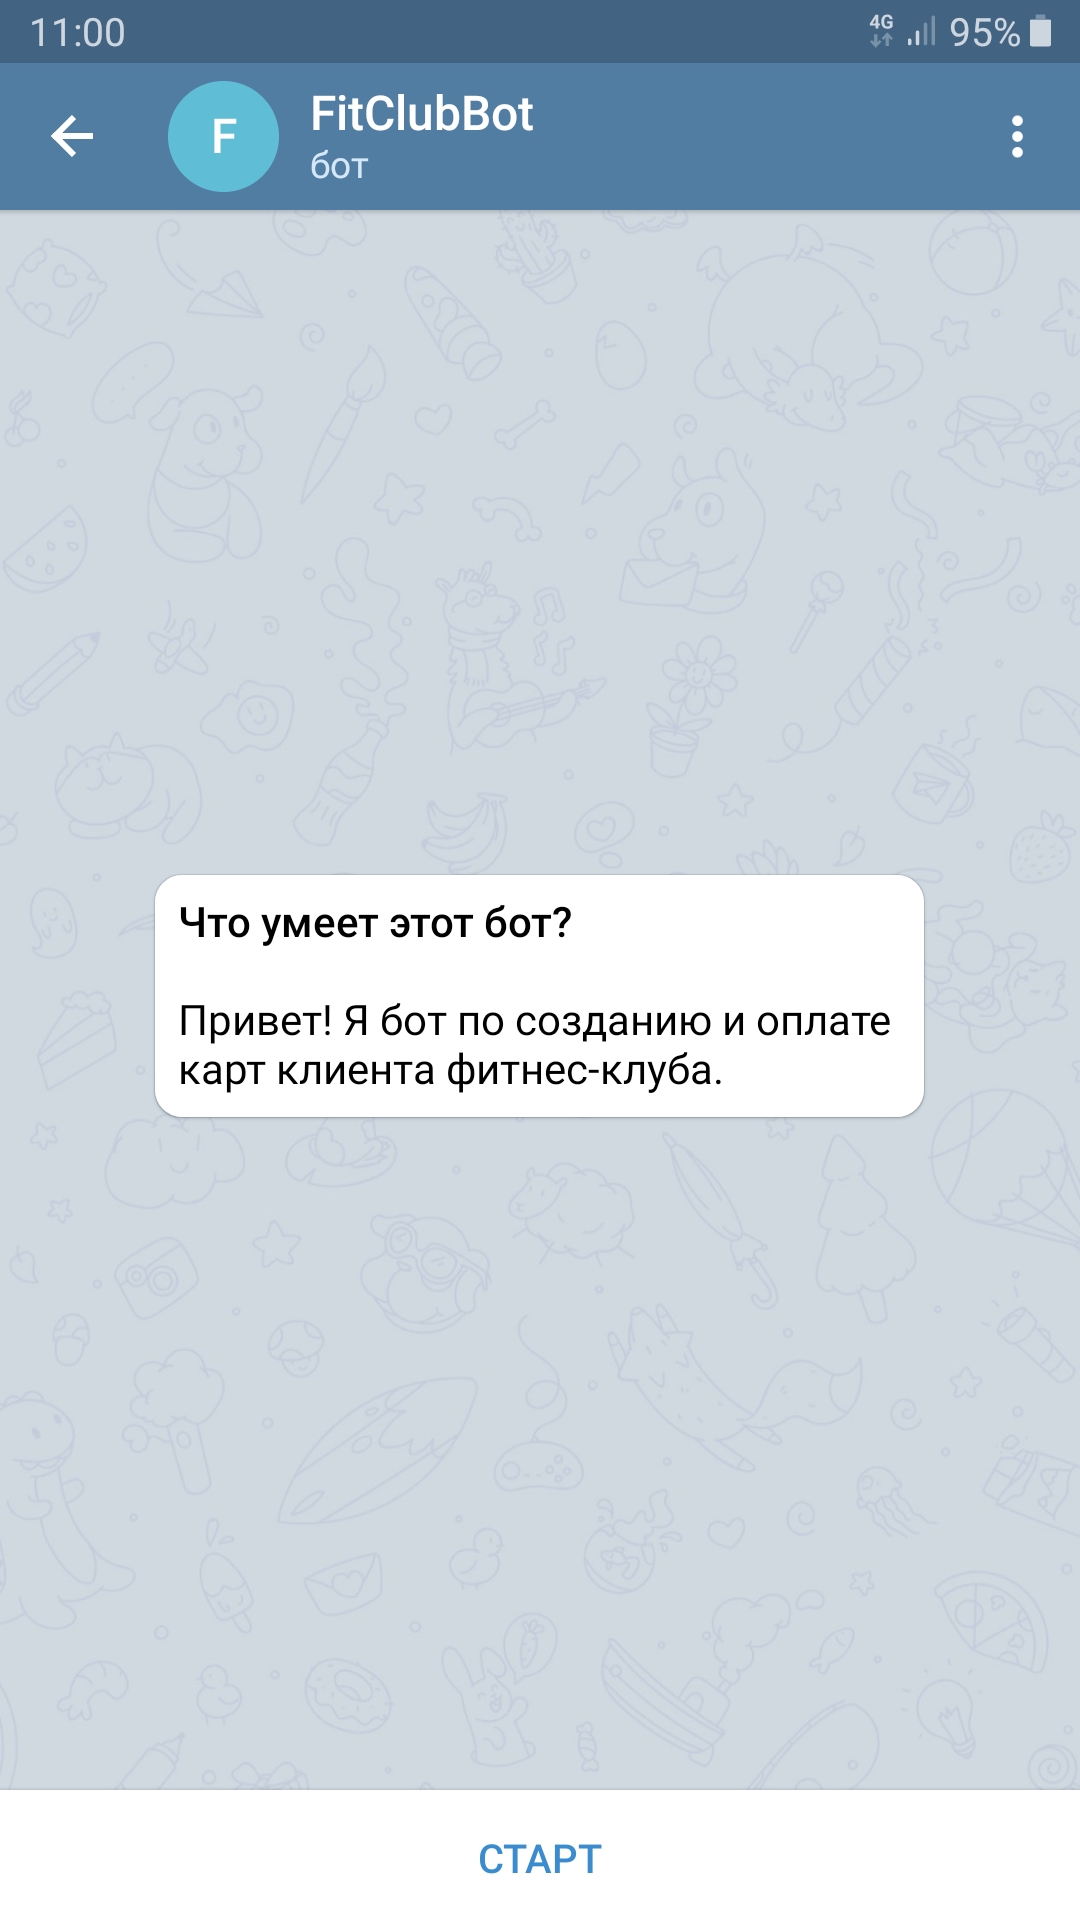 11:00
4G 95%
F
FitClubBot
бот
Что умеет этот бот?
Привет! Я бот по созданию и оплате
карт клиента фитнес-клуба.
СТАРТ